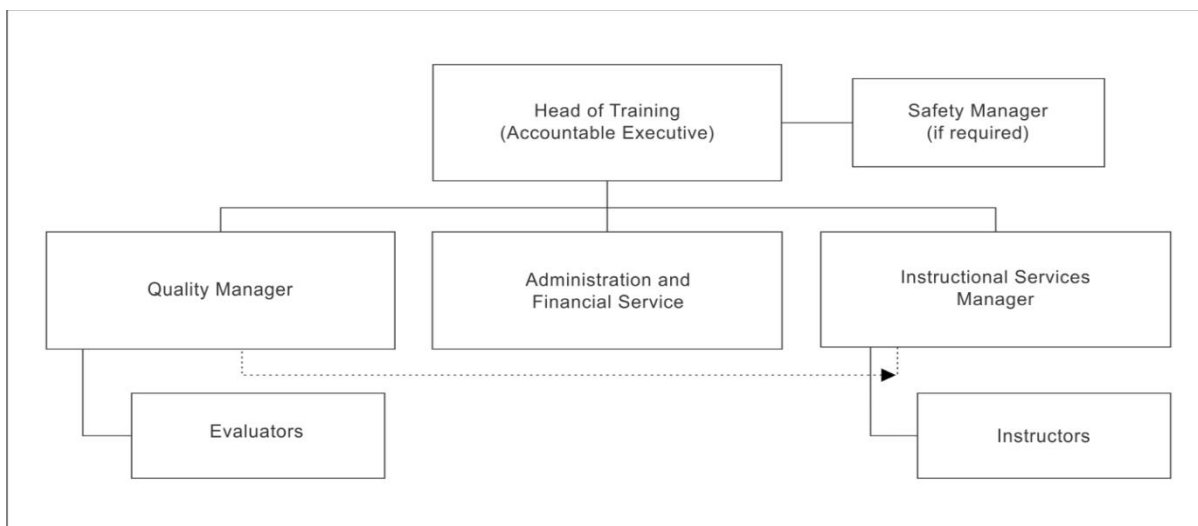 Head of Training
(Accountable Executive)
Safety Manager
(if required)
Quality Manager
Administration and
Financial Service
Instructional Services
Manager
Evaluators
Instructors